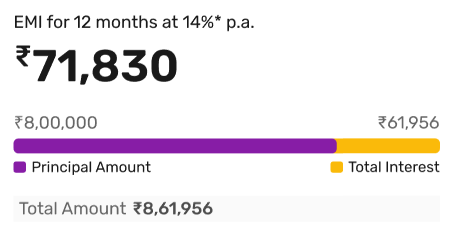 EMI for 12 months at 14%* p.a.
₹71,830
₹8,00,000 ₹61,956
Principal Amount Total Interest
Total Amount ₹8,61,956